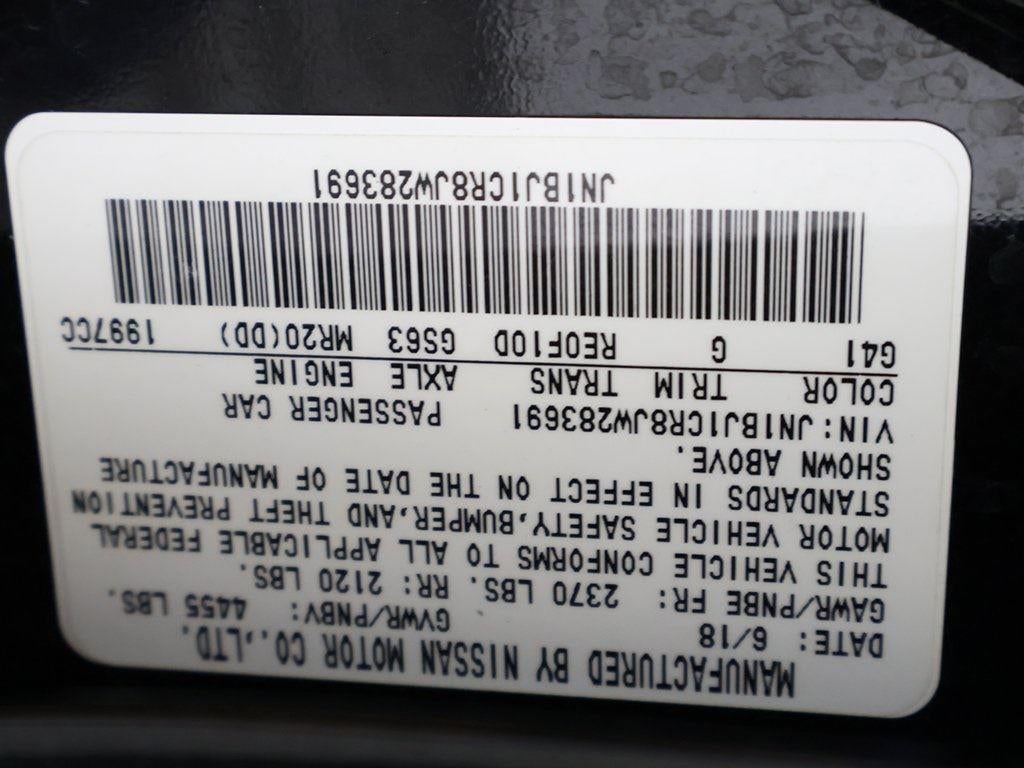 MANUFACTURED BY NISSAN MOTOR CO.,LTD.
DATE: 6/18 GVWR/PNBV: 4455 LBS.
GAWR/PNBE FR: 2370 LBS. RR: 2120 LBS.
THIS VEHICLE CONFORMS TO ALL APPLICABLE FEDERAL
MOTOR VEHICLE SAFETY,BUMPER,AND THEFT PREVENTION
STANDARDS IN EFFECT ON THE DATE OF MANUFACTURE
SHOWN ABOVE.
VIN:JN1BJ1CR8JW283691 PASSENGER CAR
COLOR TRIM TRANS AXLE ENGINE
G41 G RE0F10D GS63 MR20(DD) 1997CC
JN1BJ1CR8JW283691